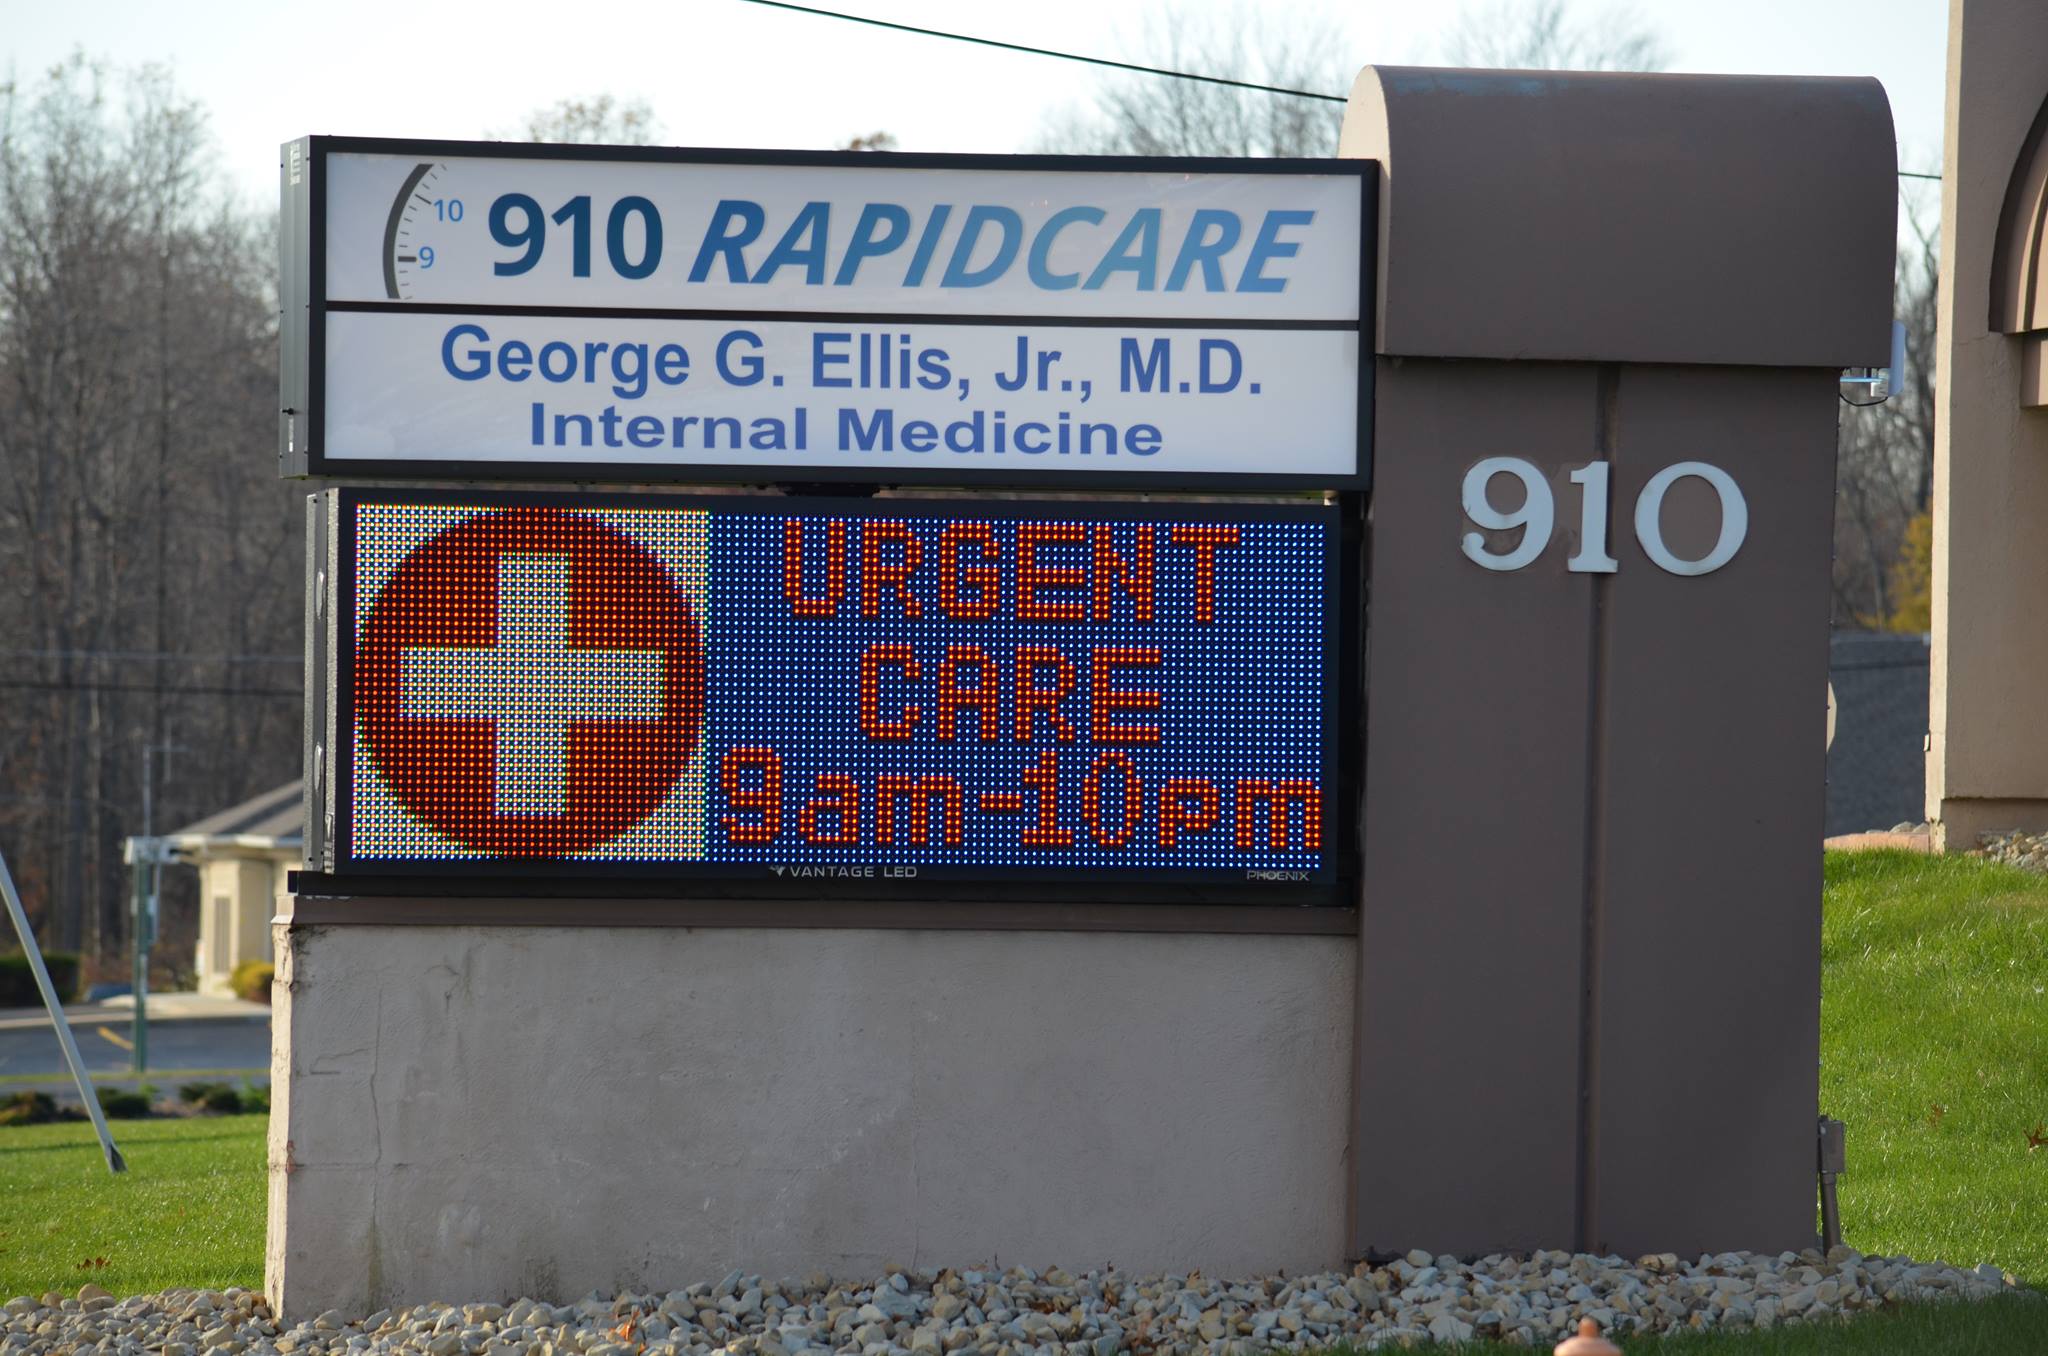 10
9
910 RAPIDCARE
George G. Ellis, Jr., M.D.
Internal Medicine
URGENT
CARE
9am-10pm
VANTAGE LED
PHOENIX
910